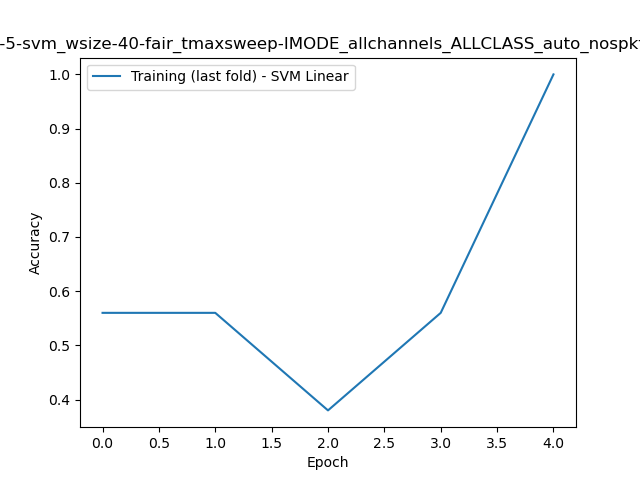 -5-svm_wsize-40-fair_tmaxsweep-IMODE_allchannels_ALLCLASS_auto_nospk
Training (last fold) - SVM Linear
1.0
0.9
0.8
0.7
0.6
0.5
0.4
Accuracy
0.0 0.5 1.0 1.5 2.0 2.5 3.0 3.5 4.0
Epoch